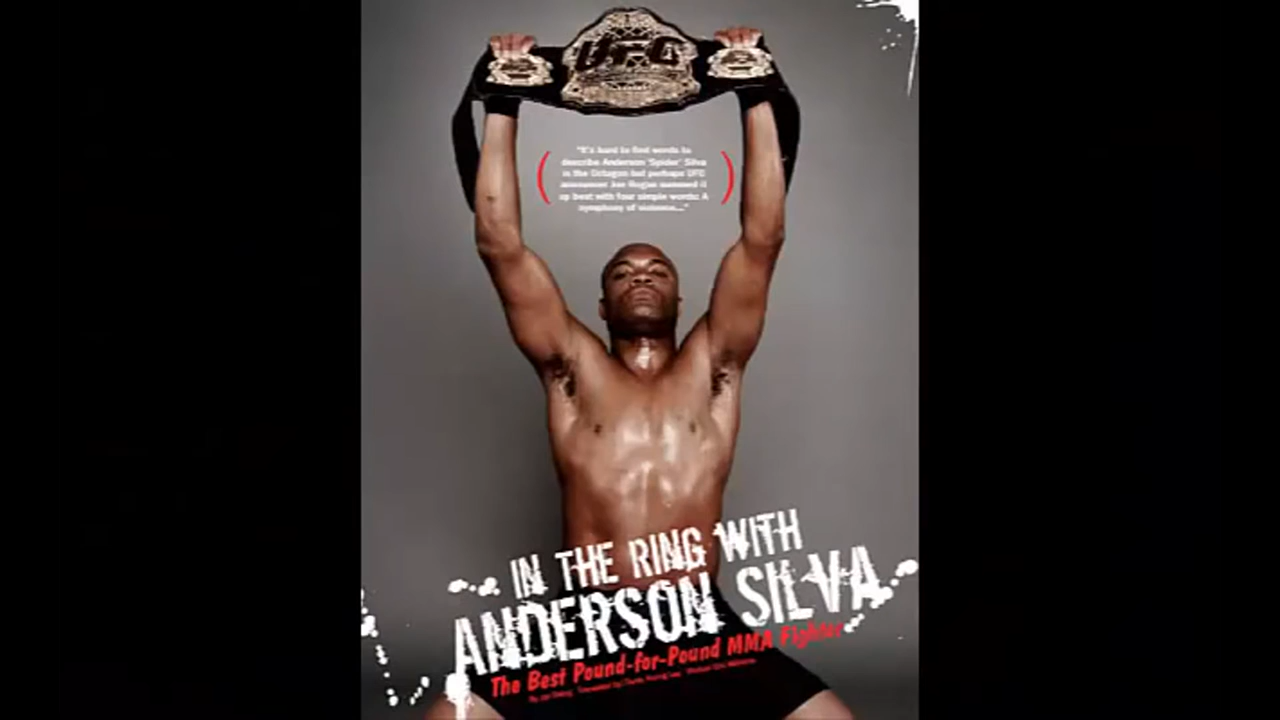 UFC
"It's hard to find words to
describe Anderson 'Spider' Silva
in the Octagon but perhaps UFC
announcer Joe Rogan summed it
up best with four simple words: A
symphony of violence...."
IN THE RING WITH
ANDERSON SILVA
The Best Pound-for-Pound MMA Fighter